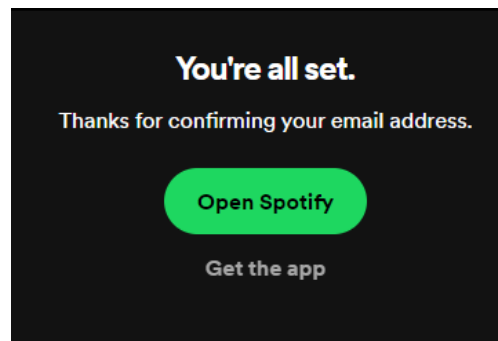 You're all set.
Thanks for confirming your email address.
Open Spotify
Get the app